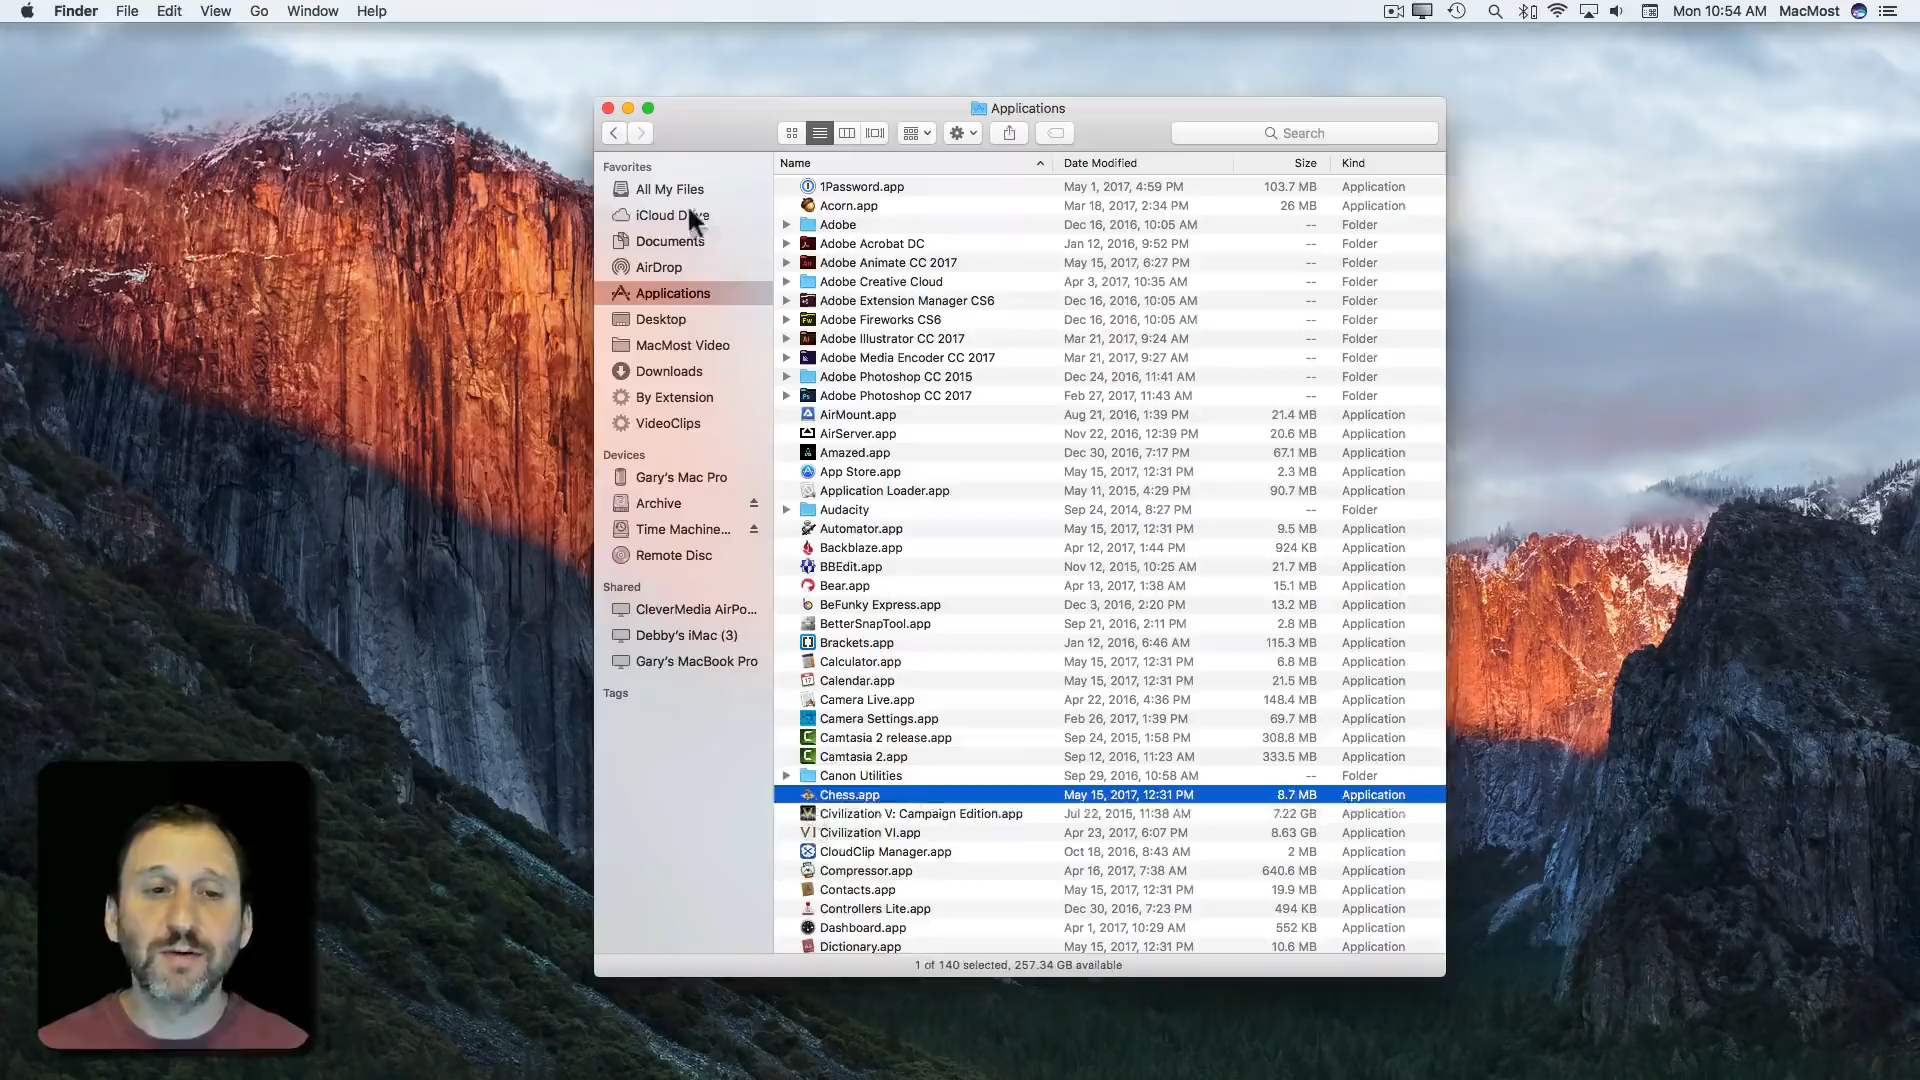 Finder File Edit View Go Window Help Mon 10:54 AM MacMost
Applications
Search
Favorites
All My Files
iCloud Drive
Documents
AirDrop
Applications
Desktop
MacMost Video
Downloads
By Extension
VideoClips
Devices
Gary's Mac Pro
Archive
Time Machine...
Remote Disc
Shared
CleverMedia AirPo...
Debby's iMac (3)
Gary's MacBook Pro
Tags
Name Date Modified Size Kind
1Password.app May 1, 2017, 4:59 PM 103.7 MB Application
Acorn.app Mar 18, 2017, 2:34 PM 26 MB Application
Adobe Dec 16, 2016, 10:05 AM -- Folder
Adobe Acrobat DC Jan 12, 2016, 9:52 PM -- Folder
Adobe Animate CC 2017 May 15, 2017, 6:27 PM -- Folder
Adobe Creative Cloud Apr 3, 2017, 10:35 AM -- Folder
Adobe Extension Manager CS6 Dec 16, 2016, 10:05 AM -- Folder
Adobe Fireworks CS6 Dec 16, 2016, 10:05 AM -- Folder
Adobe Illustrator CC 2017 Mar 21, 2017, 9:24 AM -- Folder
Adobe Media Encoder CC 2017 Mar 21, 2017, 9:27 AM -- Folder
Adobe Photoshop CC 2015 Dec 24, 2016, 11:41 AM -- Folder
Adobe Photoshop CC 2017 Feb 27, 2017, 11:43 AM -- Folder
AirMount.app Aug 21, 2016, 1:39 PM 21.4 MB Application
AirServer.app Nov 22, 2016, 12:39 PM 20.6 MB Application
Amazed.app Dec 30, 2016, 7:17 PM 67.1 MB Application
App Store.app May 15, 2017, 12:31 PM 2.3 MB Application
Application Loader.app May 11, 2015, 4:29 PM 90.7 MB Application
Audacity Sep 24, 2014, 8:27 PM -- Folder
Automator.app May 15, 2017, 12:31 PM 9.5 MB Application
Backblaze.app Apr 12, 2017, 1:44 PM 924 KB Application
BBEdit.app Nov 12, 2015, 10:25 AM 21.7 MB Application
Bear.app Apr 13, 2017, 1:38 AM 15.1 MB Application
BeFunky Express.app Dec 3, 2016, 2:20 PM 13.2 MB Application
BetterSnapTool.app Sep 21, 2016, 2:11 PM 2.8 MB Application
Brackets.app Jan 12, 2016, 6:46 AM 115.3 MB Application
Calculator.app May 15, 2017, 12:31 PM 6.8 MB Application
Calendar.app May 15, 2017, 12:31 PM 21.5 MB Application
Camera Live.app Apr 22, 2016, 4:36 PM 148.4 MB Application
Camera Settings.app Feb 26, 2017, 1:39 PM 69.7 MB Application
Camtasia 2 release.app Sep 24, 2015, 1:58 PM 308.8 MB Application
Camtasia 2.app Sep 12, 2016, 11:23 AM 333.5 MB Application
Canon Utilities Sep 29, 2016, 10:58 AM -- Folder
Chess.app May 15, 2017, 12:31 PM 8.7 MB Application
Civilization V: Campaign Edition.app Jul 22, 2015, 11:38 AM 7.22 GB Application
Civilization VI.app Apr 23, 2017, 6:07 PM 8.63 GB Application
CloudClip Manager.app Oct 18, 2016, 8:43 AM 2 MB Application
Compressor.app Apr 16, 2017, 7:38 AM 640.6 MB Application
Contacts.app May 15, 2017, 12:31 PM 19.9 MB Application
Controllers Lite.app Dec 30, 2016, 7:23 PM 494 KB Application
Dashboard.app Apr 1, 2017, 10:29 AM 552 KB Application
Dictionary.app May 15, 2017, 12:31 PM 10.6 MB Application
1 of 140 selected, 257.34 GB available